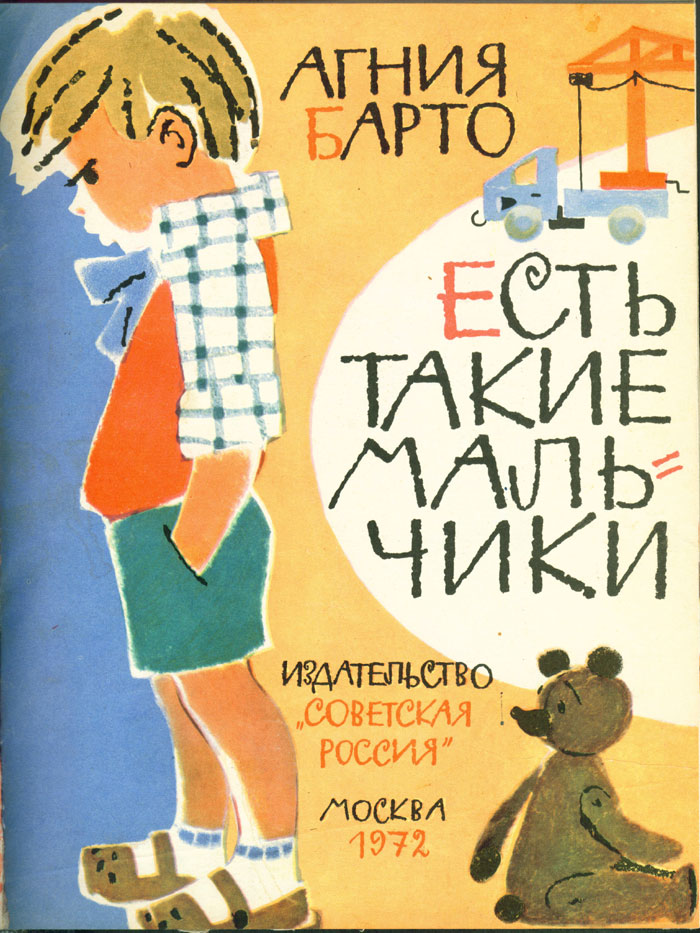 АГНИЯ
БАРТО
ЕСТЬ
ТАКИЕ
МАЛЬ=
ЧИКИ
ИЗДАТЕЛЬСТВО
„СОВЕТСКАЯ
РОССИЯ"
МОСКВА
1972